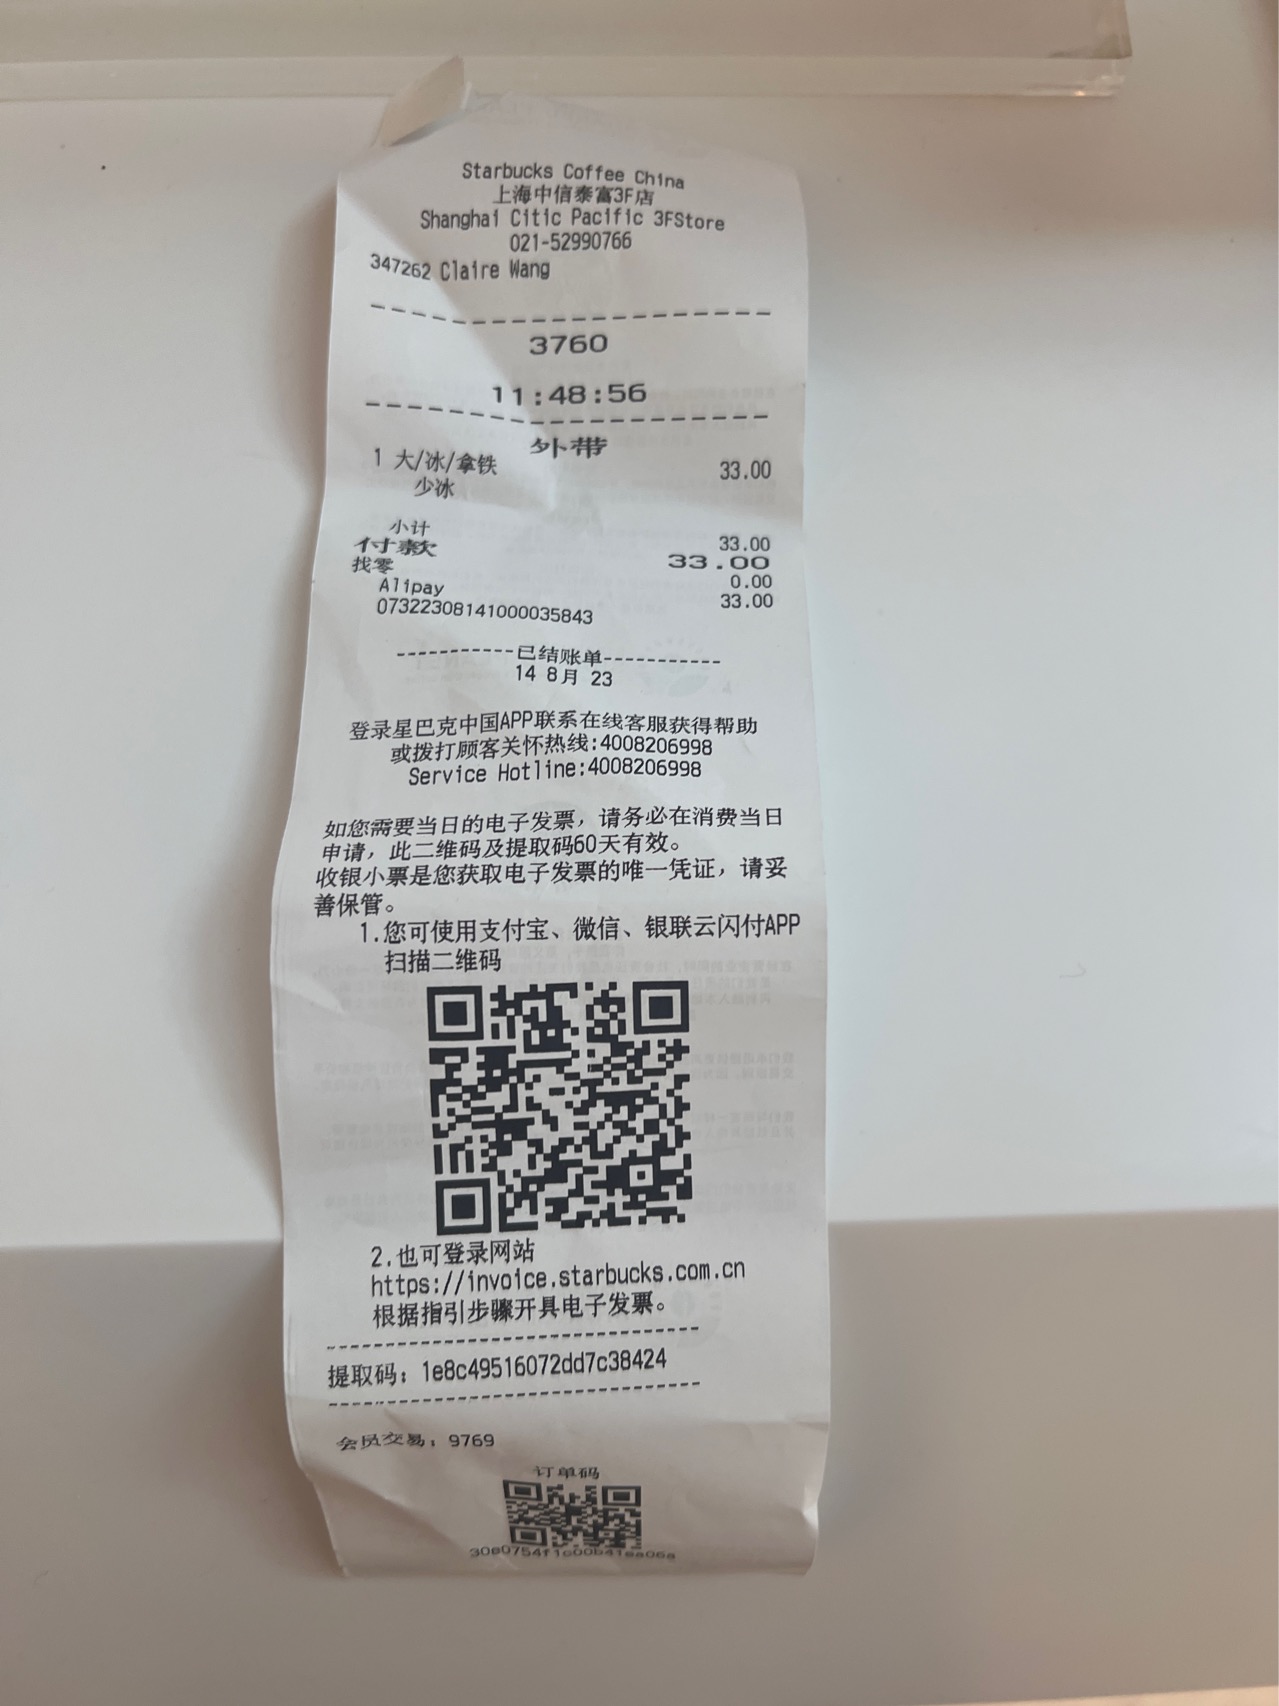 Starbucks Coffee China
上海中信泰富3F店
Shanghai Citic Pacific 3FStore
021-52990766
347262 Claire Wang
3760
11:48:56
外带
1 大/冰/拿铁 33.00
少冰
小计 33.00
付款 33.00
找零 0.00
Alipay 33.00
07322308141000035843
-----------已结账单-----------
14 8月 23
登录星巴克中国APP联系在线客服获得帮助
或拨打顾客关怀热线:4008206998
Service Hotline:4008206998
如您需要当日的电子发票，请务必在消费当日
申请，此二维码及提取码60天有效。
收银小票是您获取电子发票的唯一凭证，请妥
善保管。
1.您可使用支付宝、微信、银联云闪付APP
扫描二维码
2.也可登录网站
https://invoice.starbucks.com.cn
根据指引步骤开具电子发票。
提取码：1e8c49516072dd7c38424
会员交易：9769
订单码